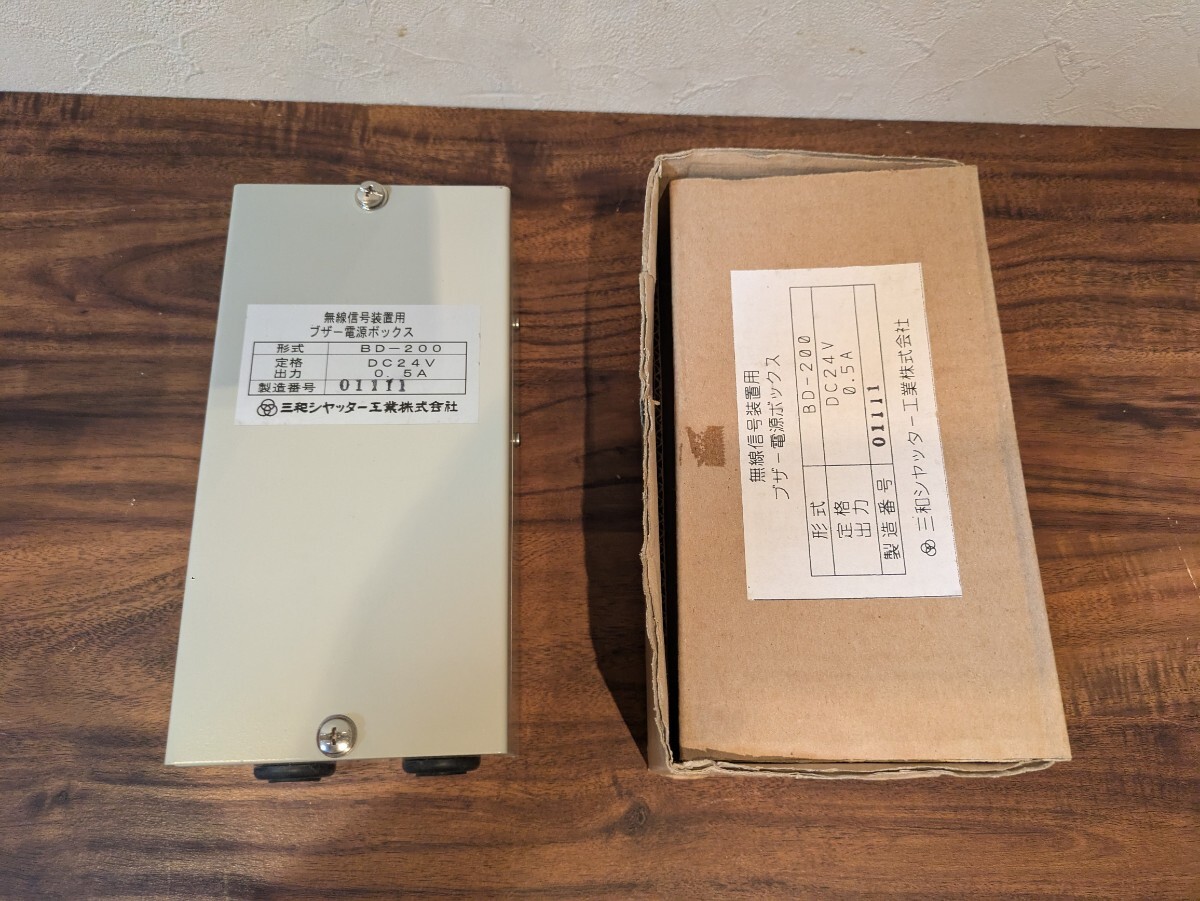 無線信号装置用
ブザー電源ボックス
形式 BD-200
定格 DC24V
出力 0.5A
製造番号 01111
三和シヤッター工業株式会社
無線信号装置用
ブザー電源ボックス
形式 BD-200
定格 DC24V
出力 0.5A
製造番号 01111
三和シヤッター工業株式会社